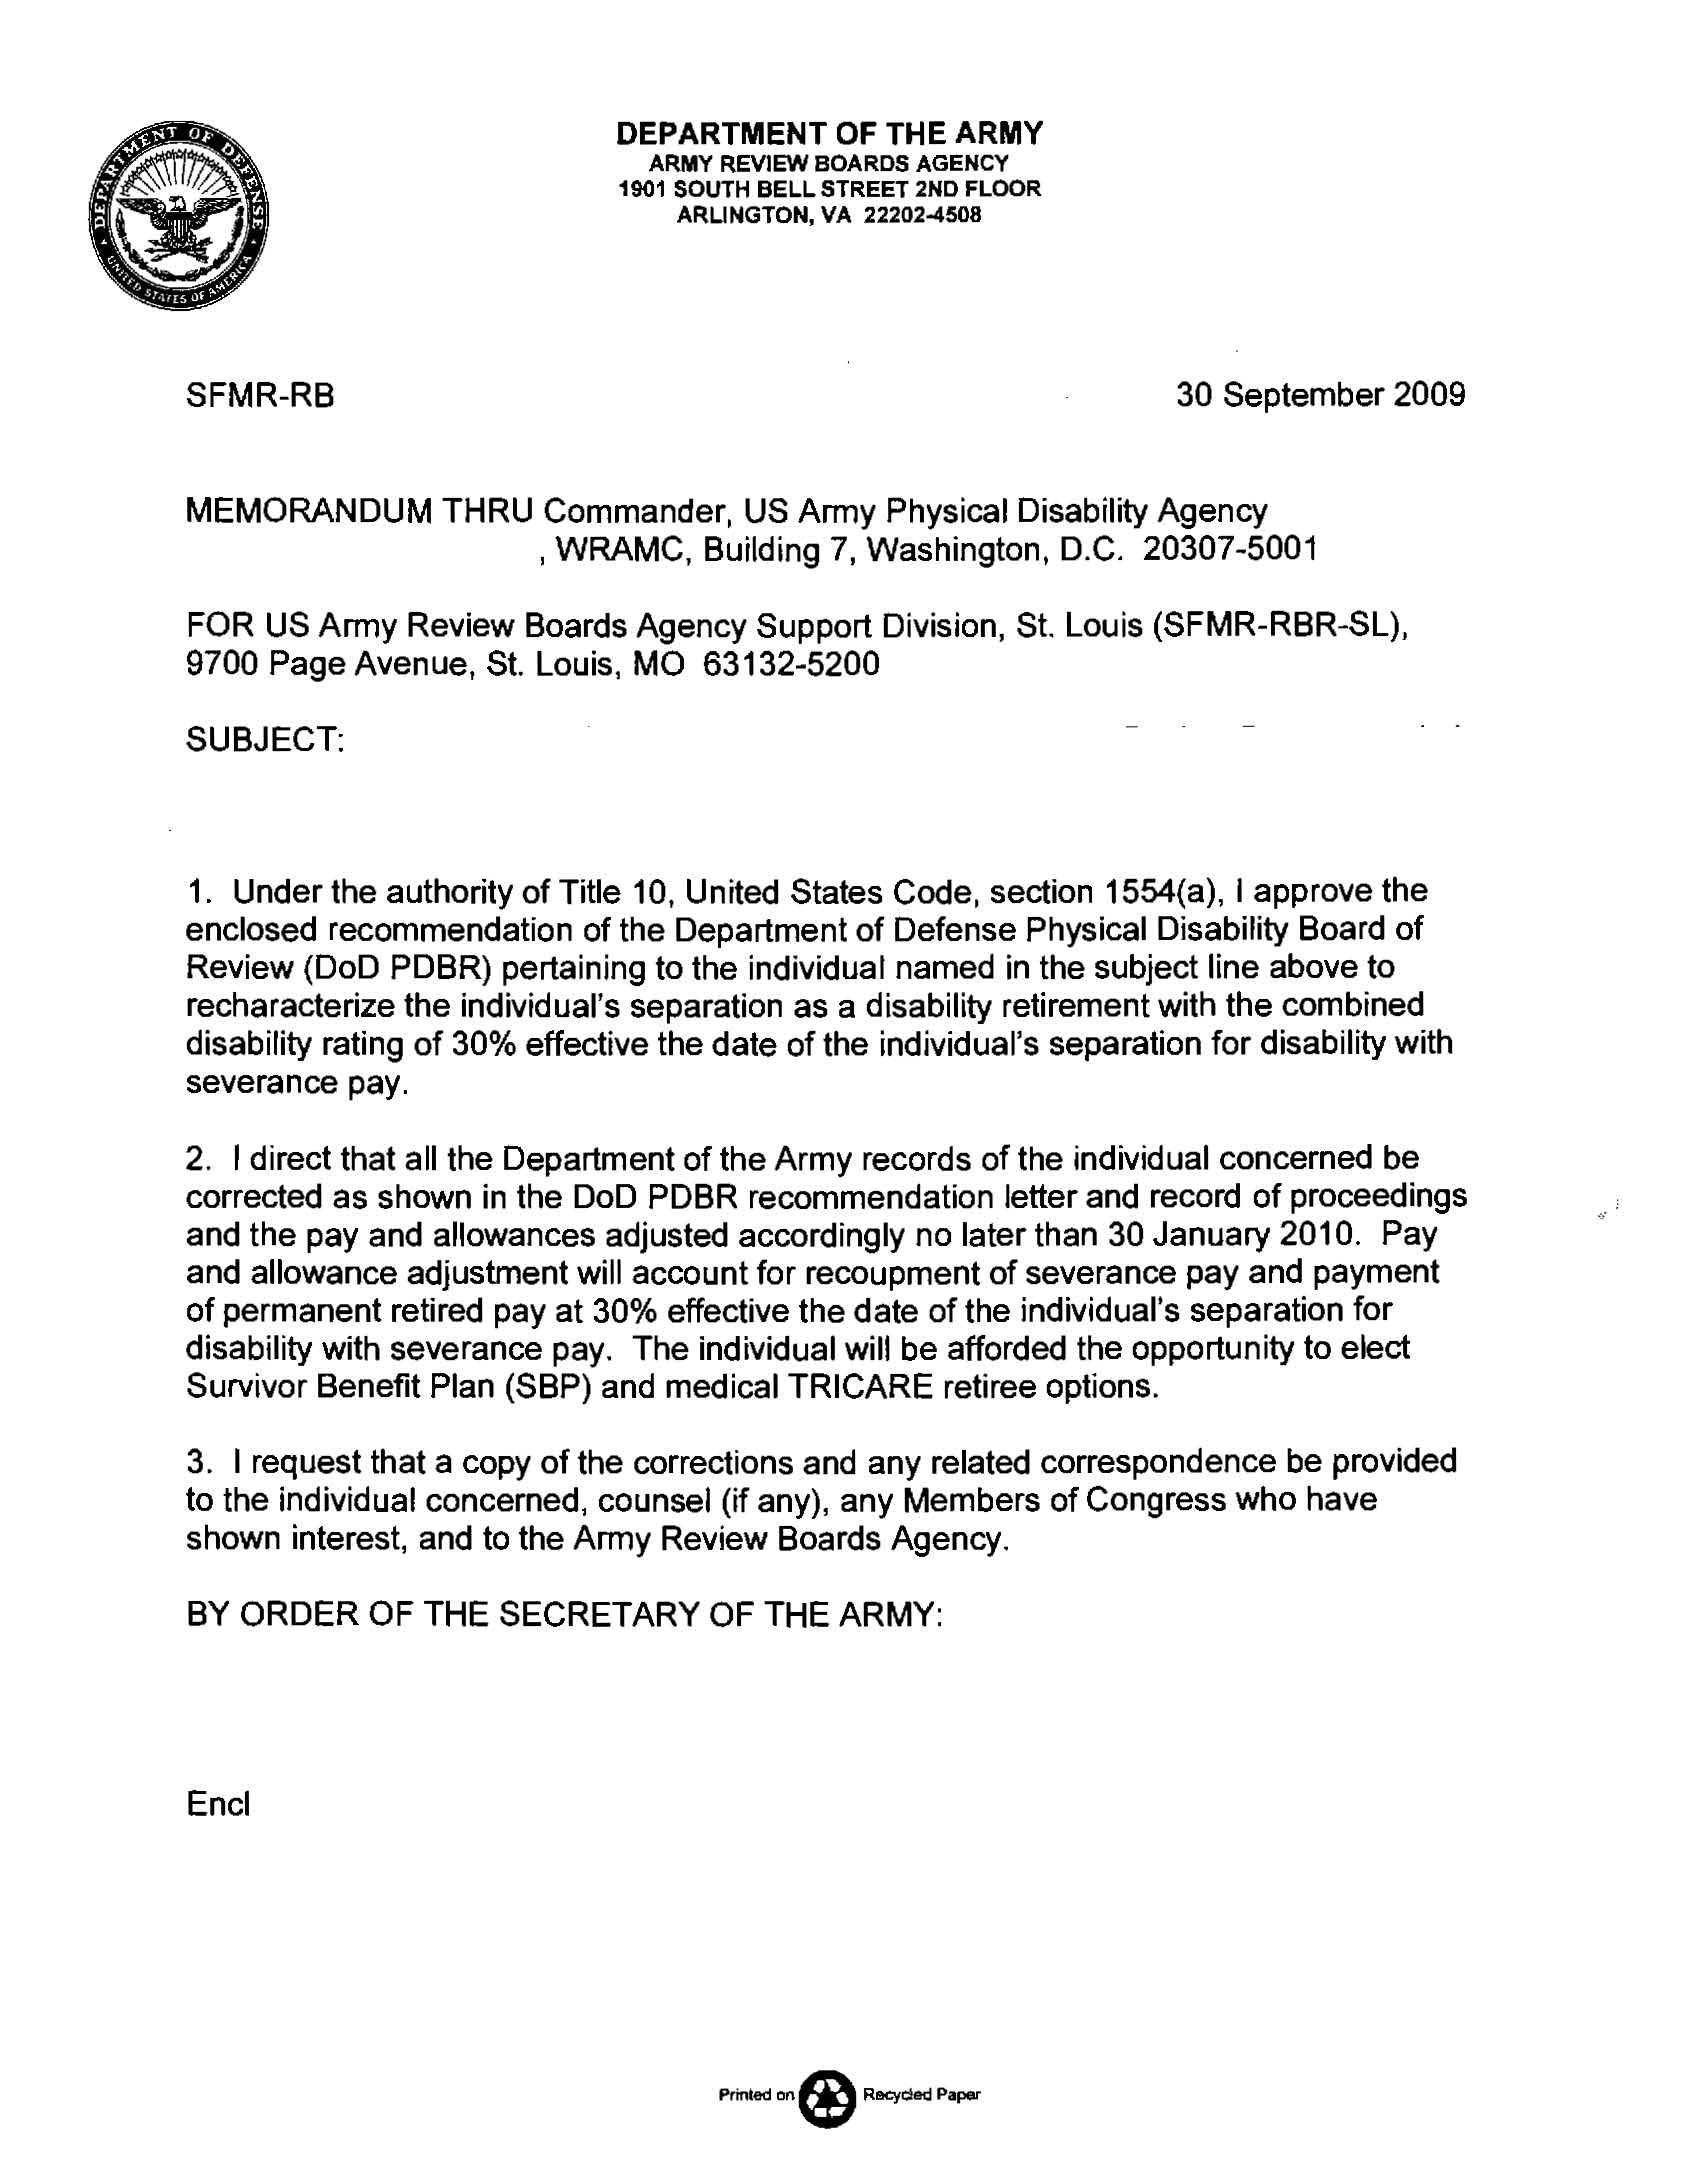 DEPARTMENT OF DEFENSE
UNITED STATES OF AMERICA
DEPARTMENT OF THE ARMY
ARMY REVIEW BOARDS AGENCY
1901 SOUTH BELL STREET 2ND FLOOR
ARLINGTON, VA 22202-4508
SFMR-RB
30 September 2009
MEMORANDUM THRU Commander, US Army Physical Disability Agency
, WRAMC, Building 7, Washington, D.C. 20307-5001
FOR US Army Review Boards Agency Support Division, St. Louis (SFMR-RBR-SL),
9700 Page Avenue, St. Louis, MO 63132-5200
SUBJECT:
1. Under the authority of Title 10, United States Code, section 1554(a), I approve the
enclosed recommendation of the Department of Defense Physical Disability Board of
Review (DoD PDBR) pertaining to the individual named in the subject line above to
recharacterize the individual's separation as a disability retirement with the combined
disability rating of 30% effective the date of the individual's separation for disability with
severance pay.
2. I direct that all the Department of the Army records of the individual concerned be
corrected as shown in the DoD PDBR recommendation letter and record of proceedings
and the pay and allowances adjusted accordingly no later than 30 January 2010. Pay
and allowance adjustment will account for recoupment of severance pay and payment
of permanent retired pay at 30% effective the date of the individual's separation for
disability with severance pay. The individual will be afforded the opportunity to elect
Survivor Benefit Plan (SBP) and medical TRICARE retiree options.
3. I request that a copy of the corrections and any related correspondence be provided
to the individual concerned, counsel (if any), any Members of Congress who have
shown interest, and to the Army Review Boards Agency.
BY ORDER OF THE SECRETARY OF THE ARMY:
Encl
Printed on Recycled Paper